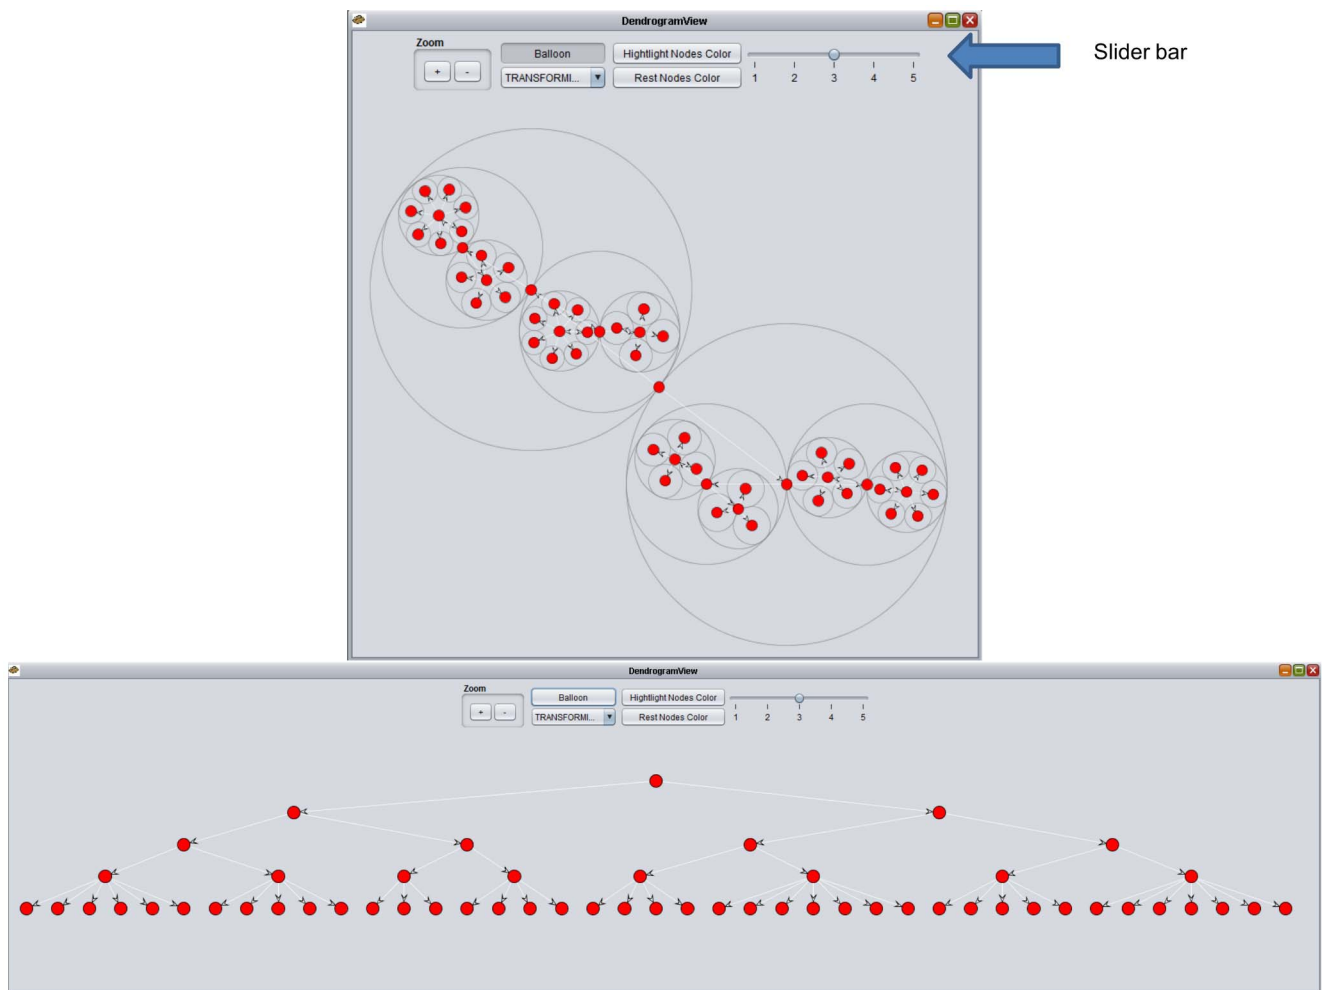 DendrogramView
Zoom
Balloon
Hightlight Nodes Color
Slider bar
+ -
TRANSFORMI...
Rest Nodes Color
1 2 3 4 5
DendrogramView
Zoom
Balloon
Hightlight Nodes Color
+ -
TRANSFORMI...
Rest Nodes Color
1 2 3 4 5